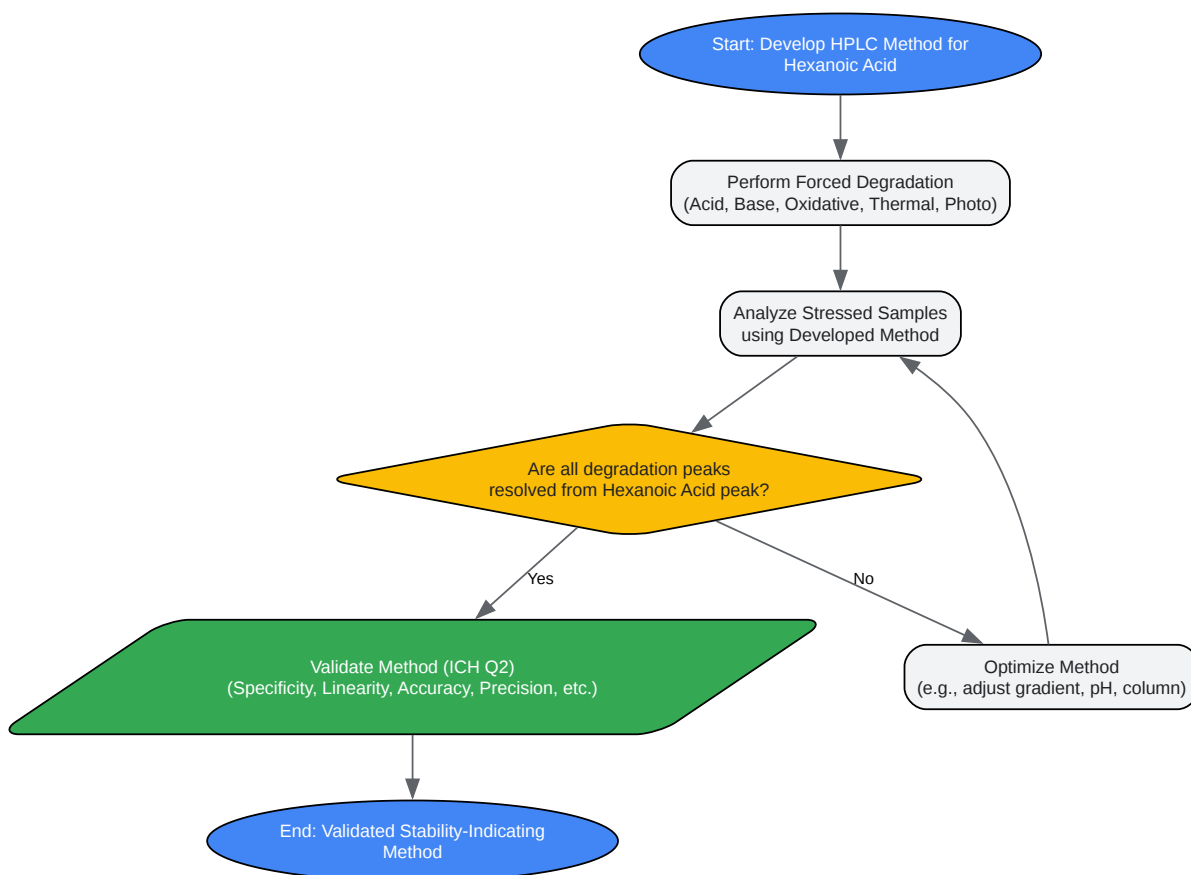 Start: Develop HPLC Method for
Hexanoic Acid
Perform Forced Degradation
(Acid, Base, Oxidative, Thermal, Photo)
Analyze Stressed Samples
using Developed Method
Are all degradation peaks
resolved from Hexanoic Acid peak?
Yes
No
Validate Method (ICH Q2)
(Specificity, Linearity, Accuracy, Precision, etc.)
Optimize Method
(e.g., adjust gradient, pH, column)
End: Validated Stability-Indicating
Method